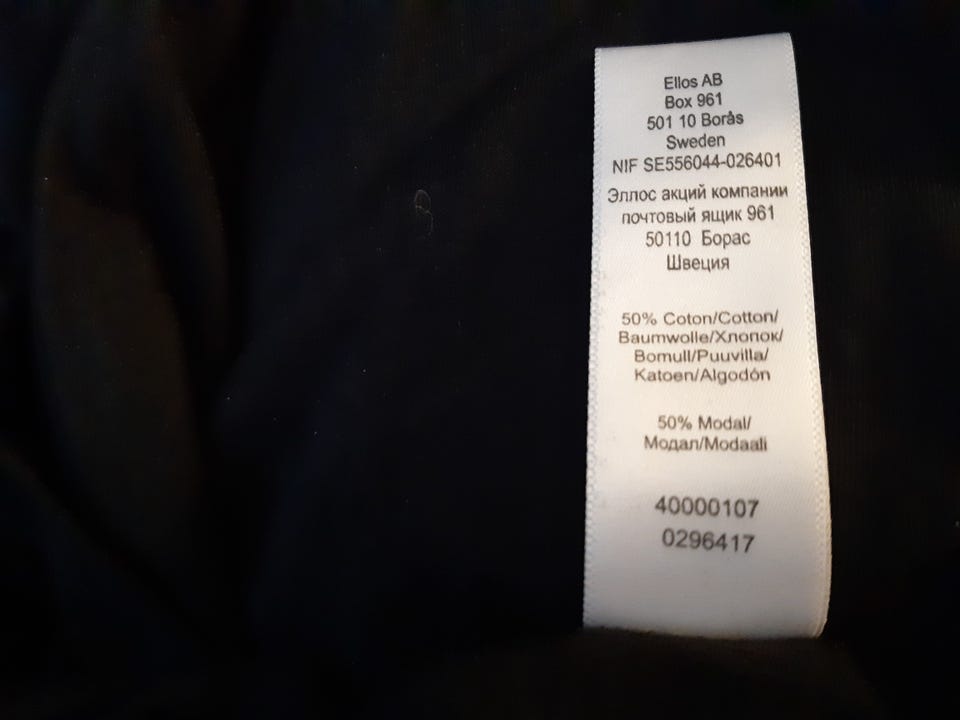 Ellos AB
Box 961
501 10 Borås
Sweden
NIF SE556044-026401
Эллос акций компании
почтовый ящик 961
50110 Борас
Швеция
50% Coton/Cotton/
Baumwolle/Хлопок/
Bomull/Puuvilla/
Katoen/Algodón
50% Modal/
Модал/Modaali
40000107
0296417